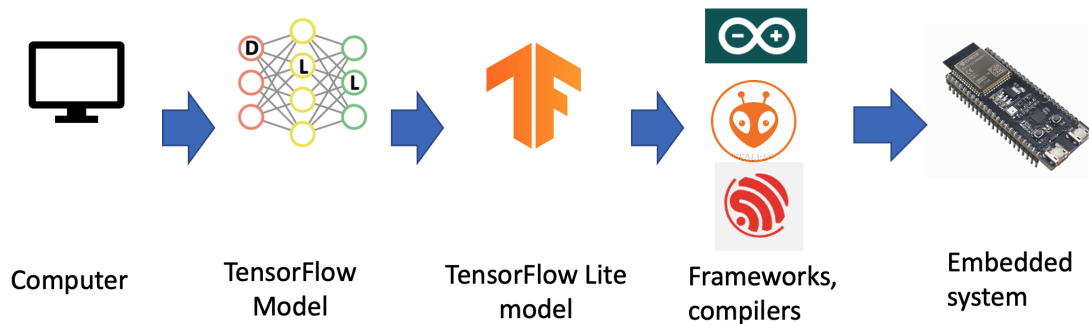 D
L
L
Computer
TensorFlow
Model
TensorFlow Lite
model
Frameworks,
compilers
Embedded
system